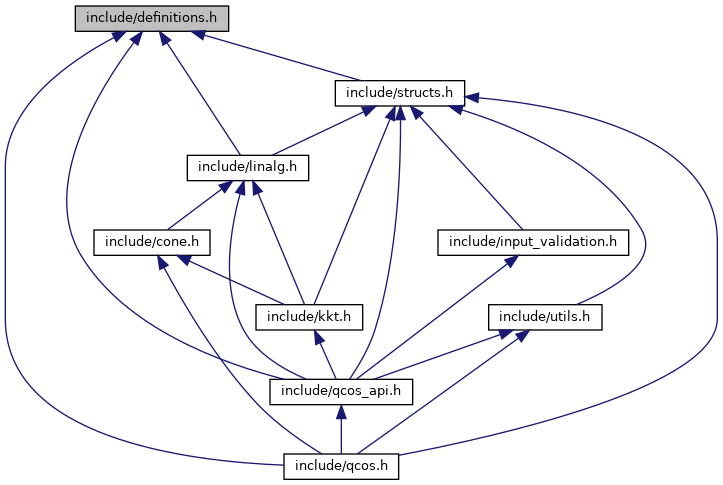 include/definitions.h
include/structs.h
include/linalg.h
include/cone.h
include/input_validation.h
include/kkt.h
include/utils.h
include/qcos_api.h
include/qcos.h